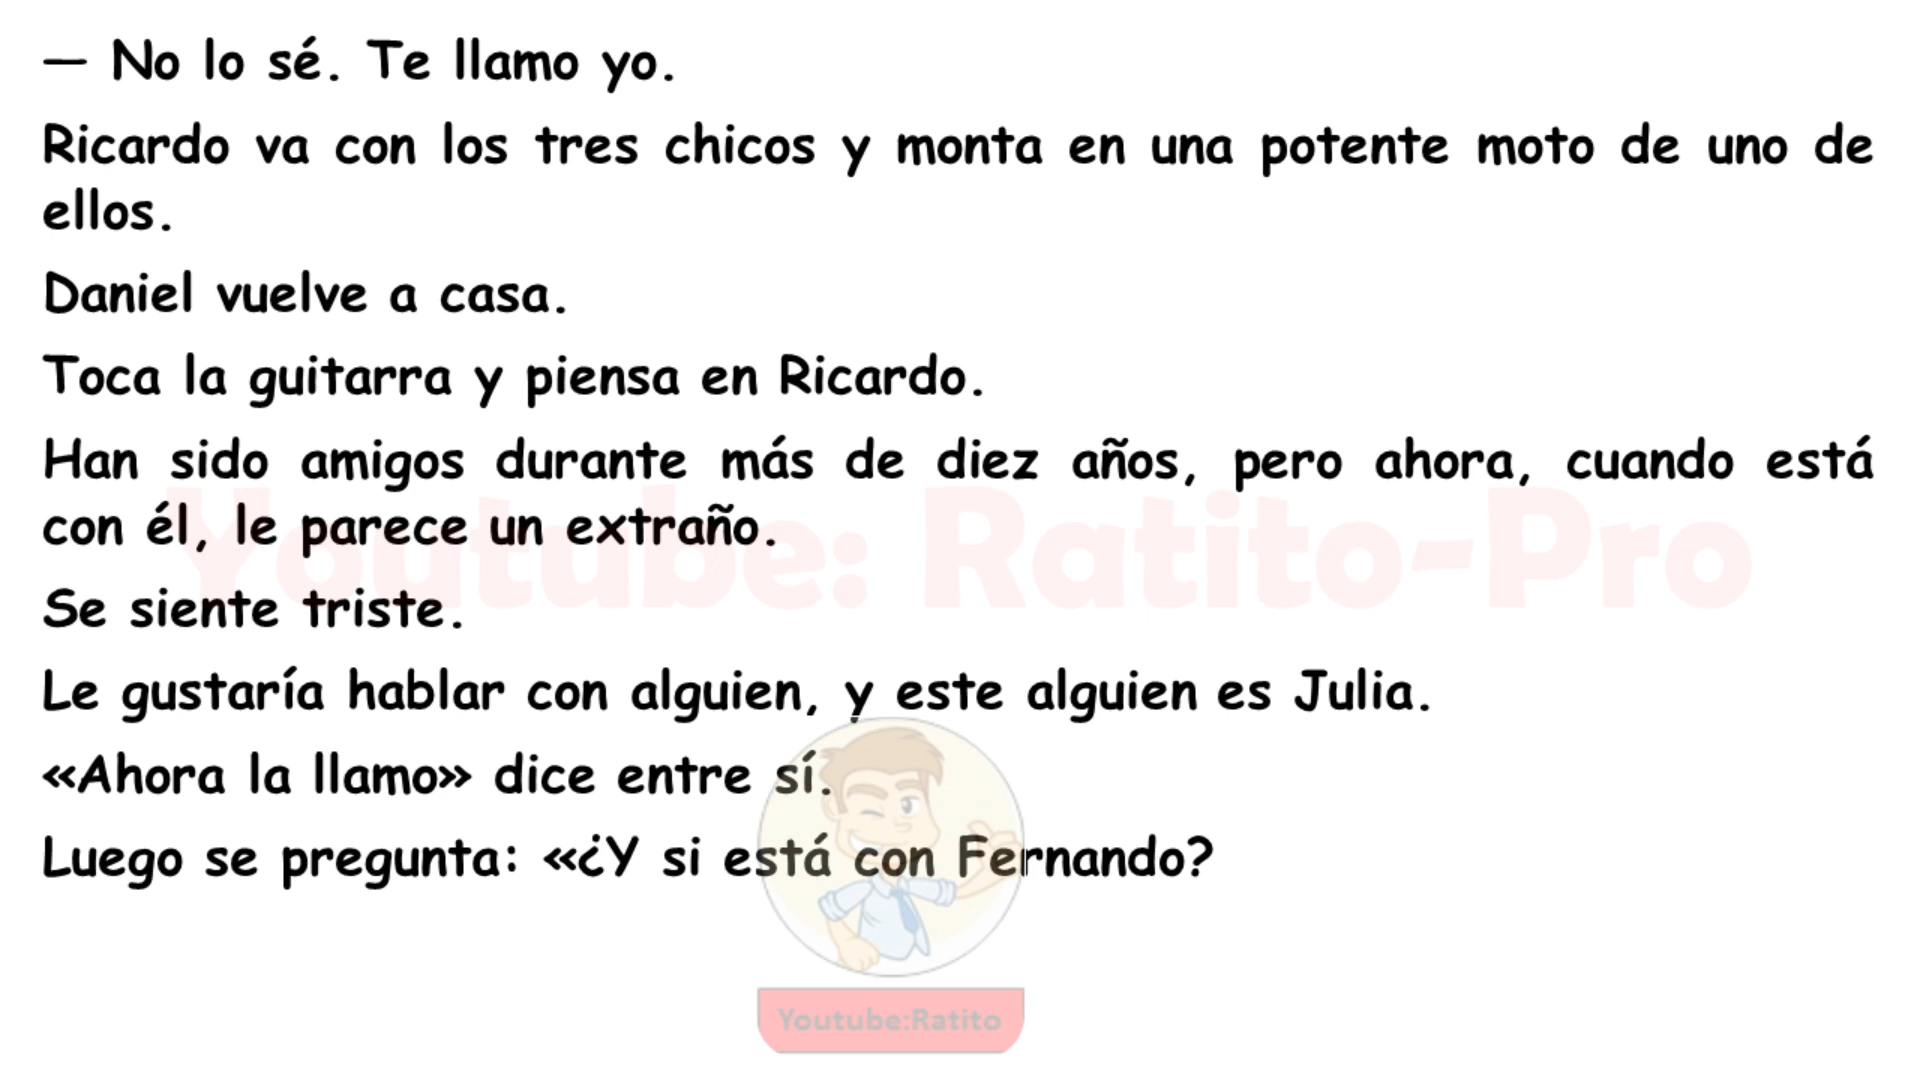 — No lo sé. Te llamo yo.
Ricardo va con los tres chicos y monta en una potente moto de uno de
ellos.
Daniel vuelve a casa.
Toca la guitarra y piensa en Ricardo.
Han sido amigos durante más de diez años, pero ahora, cuando está
con él, le parece un extraño.
Youtube: Ratito-Pro
Se siente triste.
Le gustaría hablar con alguien, y este alguien es Julia.
«Ahora la llamo» dice entre sí.
Luego se pregunta: «¿Y si está con Fernando?
Youtube:Ratito